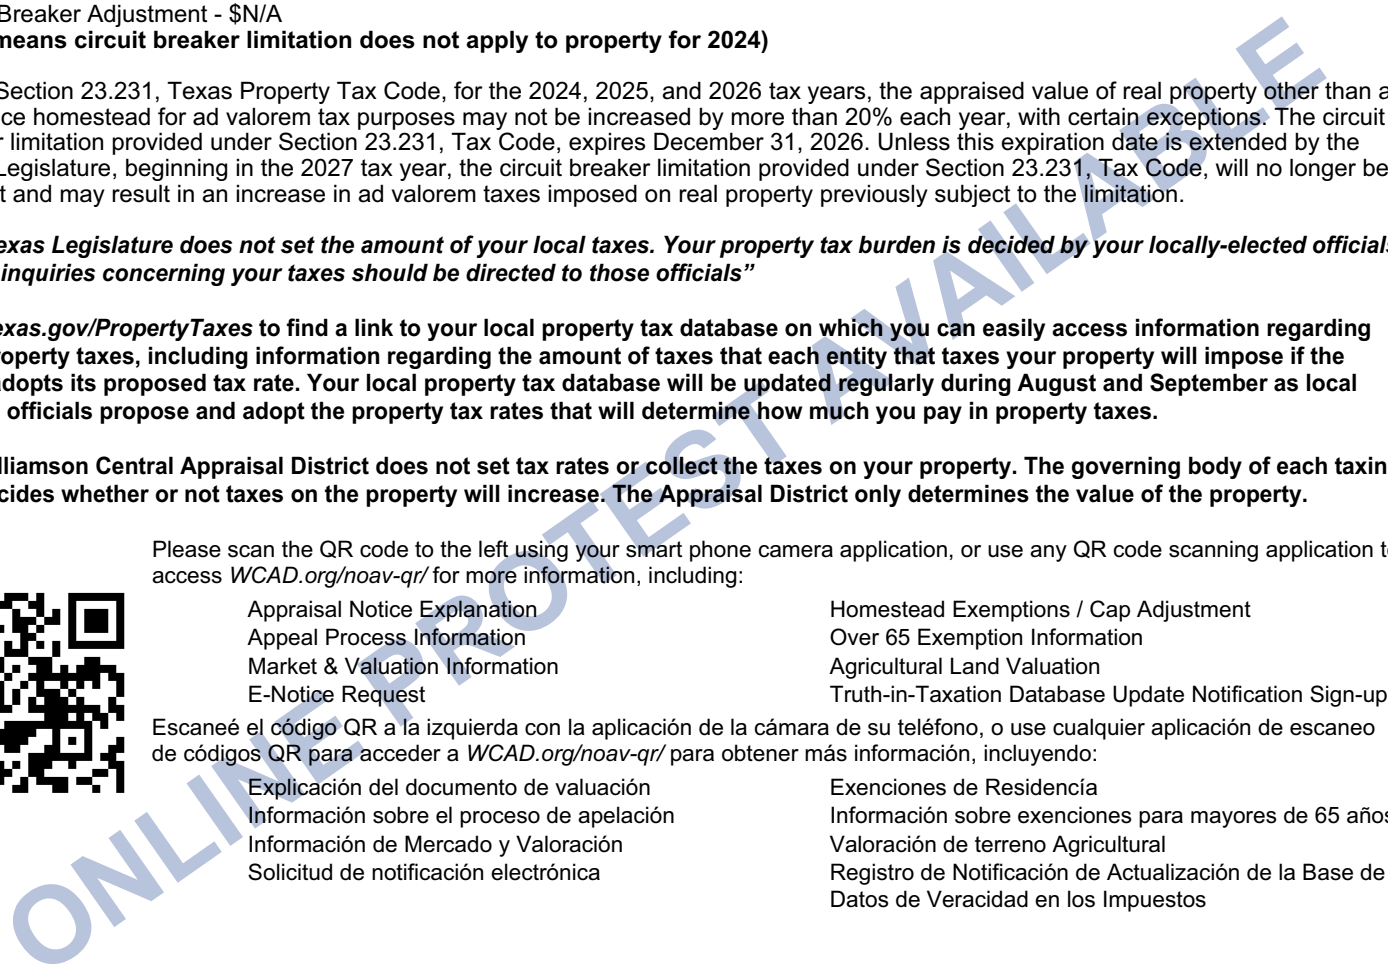 Breaker Adjustment - $N/A
means circuit breaker limitation does not apply to property for 2024)
Section 23.231, Texas Property Tax Code, for the 2024, 2025, and 2026 tax years, the appraised value of real property other than a
ce homestead for ad valorem tax purposes may not be increased by more than 20% each year, with certain exceptions. The circuit
r limitation provided under Section 23.231, Tax Code, expires December 31, 2026. Unless this expiration date is extended by the
Legislature, beginning in the 2027 tax year, the circuit breaker limitation provided under Section 23.231, Tax Code, will no longer be
t and may result in an increase in ad valorem taxes imposed on real property previously subject to the limitation.
exas Legislature does not set the amount of your local taxes. Your property tax burden is decided by your locally-elected officials
inquiries concerning your taxes should be directed to those officials”
exas.gov/PropertyTaxes to find a link to your local property tax database on which you can easily access information regarding
operty taxes, including information regarding the amount of taxes that each entity that taxes your property will impose if the
adopts its proposed tax rate. Your local property tax database will be updated regularly during August and September as local
officials propose and adopt the property tax rates that will determine how much you pay in property taxes.
lliamson Central Appraisal District does not set tax rates or collect the taxes on your property. The governing body of each taxin
cides whether or not taxes on the property will increase. The Appraisal District only determines the value of the property.
Please scan the QR code to the left using your smart phone camera application, or use any QR code scanning application to
access WCAD.org/noav-qr/ for more information, including:
Appraisal Notice Explanation
Appeal Process Information
Market & Valuation Information
E-Notice Request
Homestead Exemptions / Cap Adjustment
Over 65 Exemption Information
Agricultural Land Valuation
Truth-in-Taxation Database Update Notification Sign-up
Escaneé el código QR a la izquierda con la aplicación de la cámara de su teléfono, o use cualquier aplicación de escaneo
de códigos QR para acceder a WCAD.org/noav-qr/ para obtener más información, incluyendo:
Explicación del documento de valuación
Información sobre el proceso de apelación
Información de Mercado y Valoración
Solicitud de notificación electrónica
Exenciones de Residencía
Información sobre exenciones para mayores de 65 años
Valoración de terreno Agricultural
Registro de Notificación de Actualización de la Base de
Datos de Veracidad en los Impuestos
ONLINE PROTEST AVAILABLE